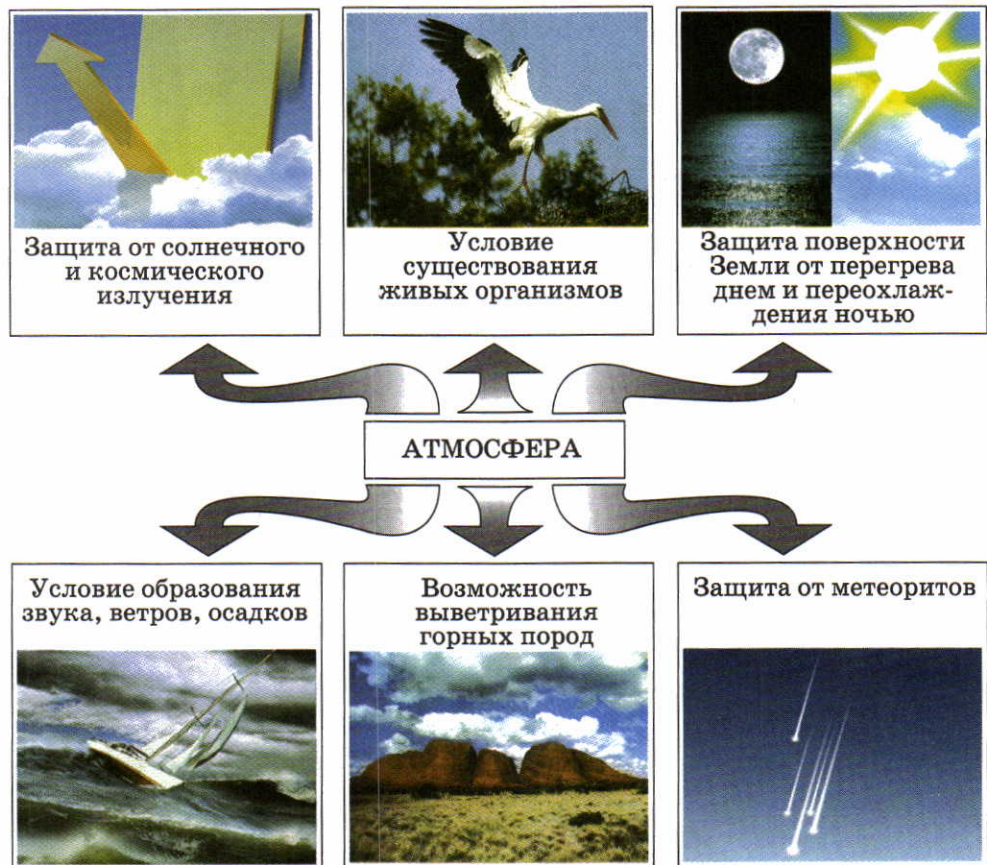 Защита от солнечного
и космического
излучения
Условие
существования
живых организмов
Защита поверхности
Земли от перегрева
днем и переохлаж-
дения ночью
АТМОСФЕРА
Условие образования
звука, ветров, осадков
Возможность
выветривания
горных пород
Защита от метеоритов